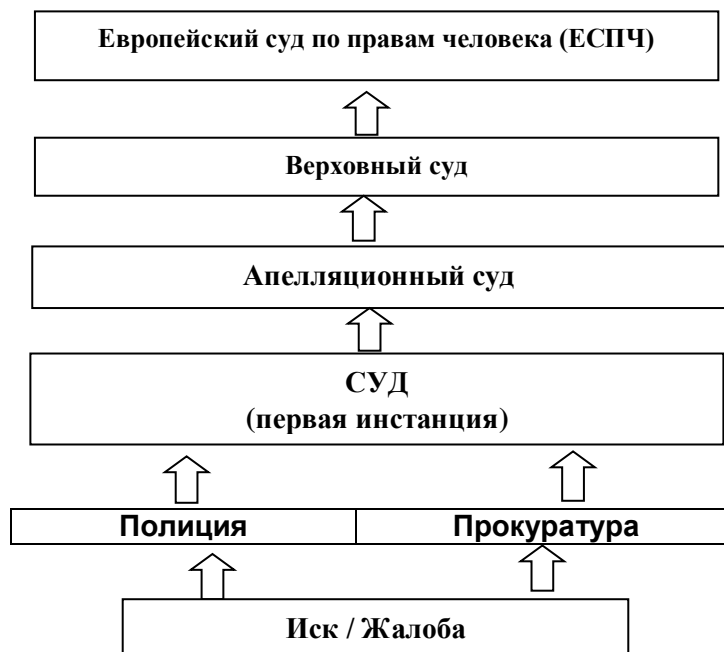 Европейский суд по правам человека (ЕСПЧ)
Верховный суд
Апелляционный суд
СУД
(первая инстанция)
Полиция
Прокуратура
Иск / Жалоба